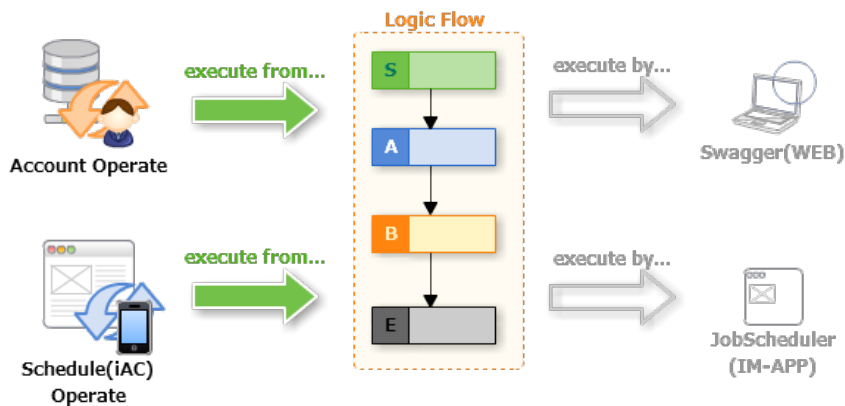 Logic Flow
execute from...
Account Operate
S
A
B
E
execute by...
Swagger(WEB)
execute from...
Schedule(iAC)
Operate
execute by...
JobScheduler
(IM-APP)